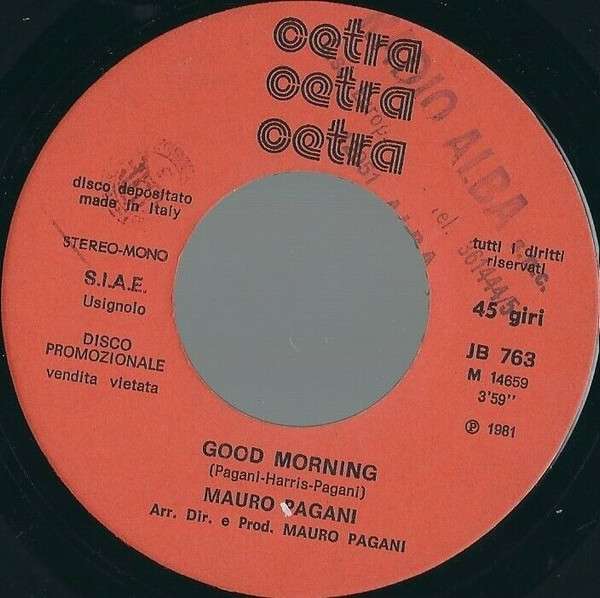 cetra
cetra
cetra
disco depositato
made in Italy
STEREO-MONO
S.I.A.E.
Usignolo
DISCO
PROMOZIONALE
vendita vietata
ALBA
tel.
tutti i diritti
riservati
45 giri
JB 763
M 14659
3'59''
℗ 1981
GOOD MORNING
(Pagani-Harris-Pagani)
MAURO PAGANI
Arr. Dir. e Prod. MAURO PAGANI